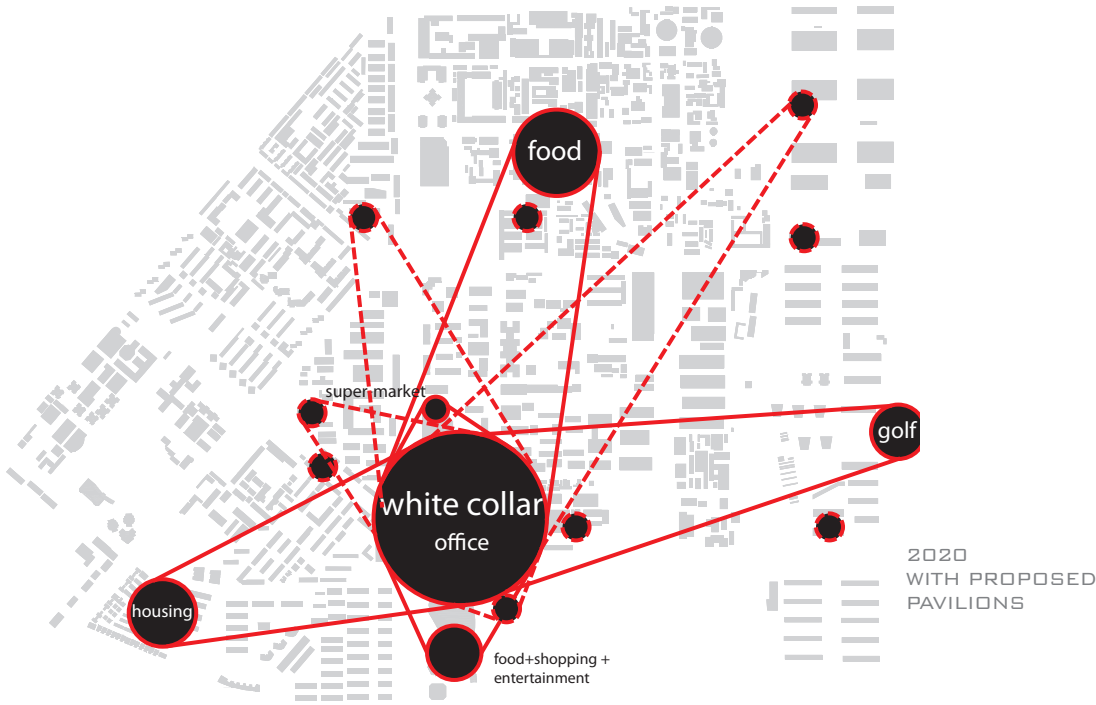 food
super market
golf
white collar
office
housing
food+shopping +
entertainment
2020
WITH PROPOSED
PAVILIONS